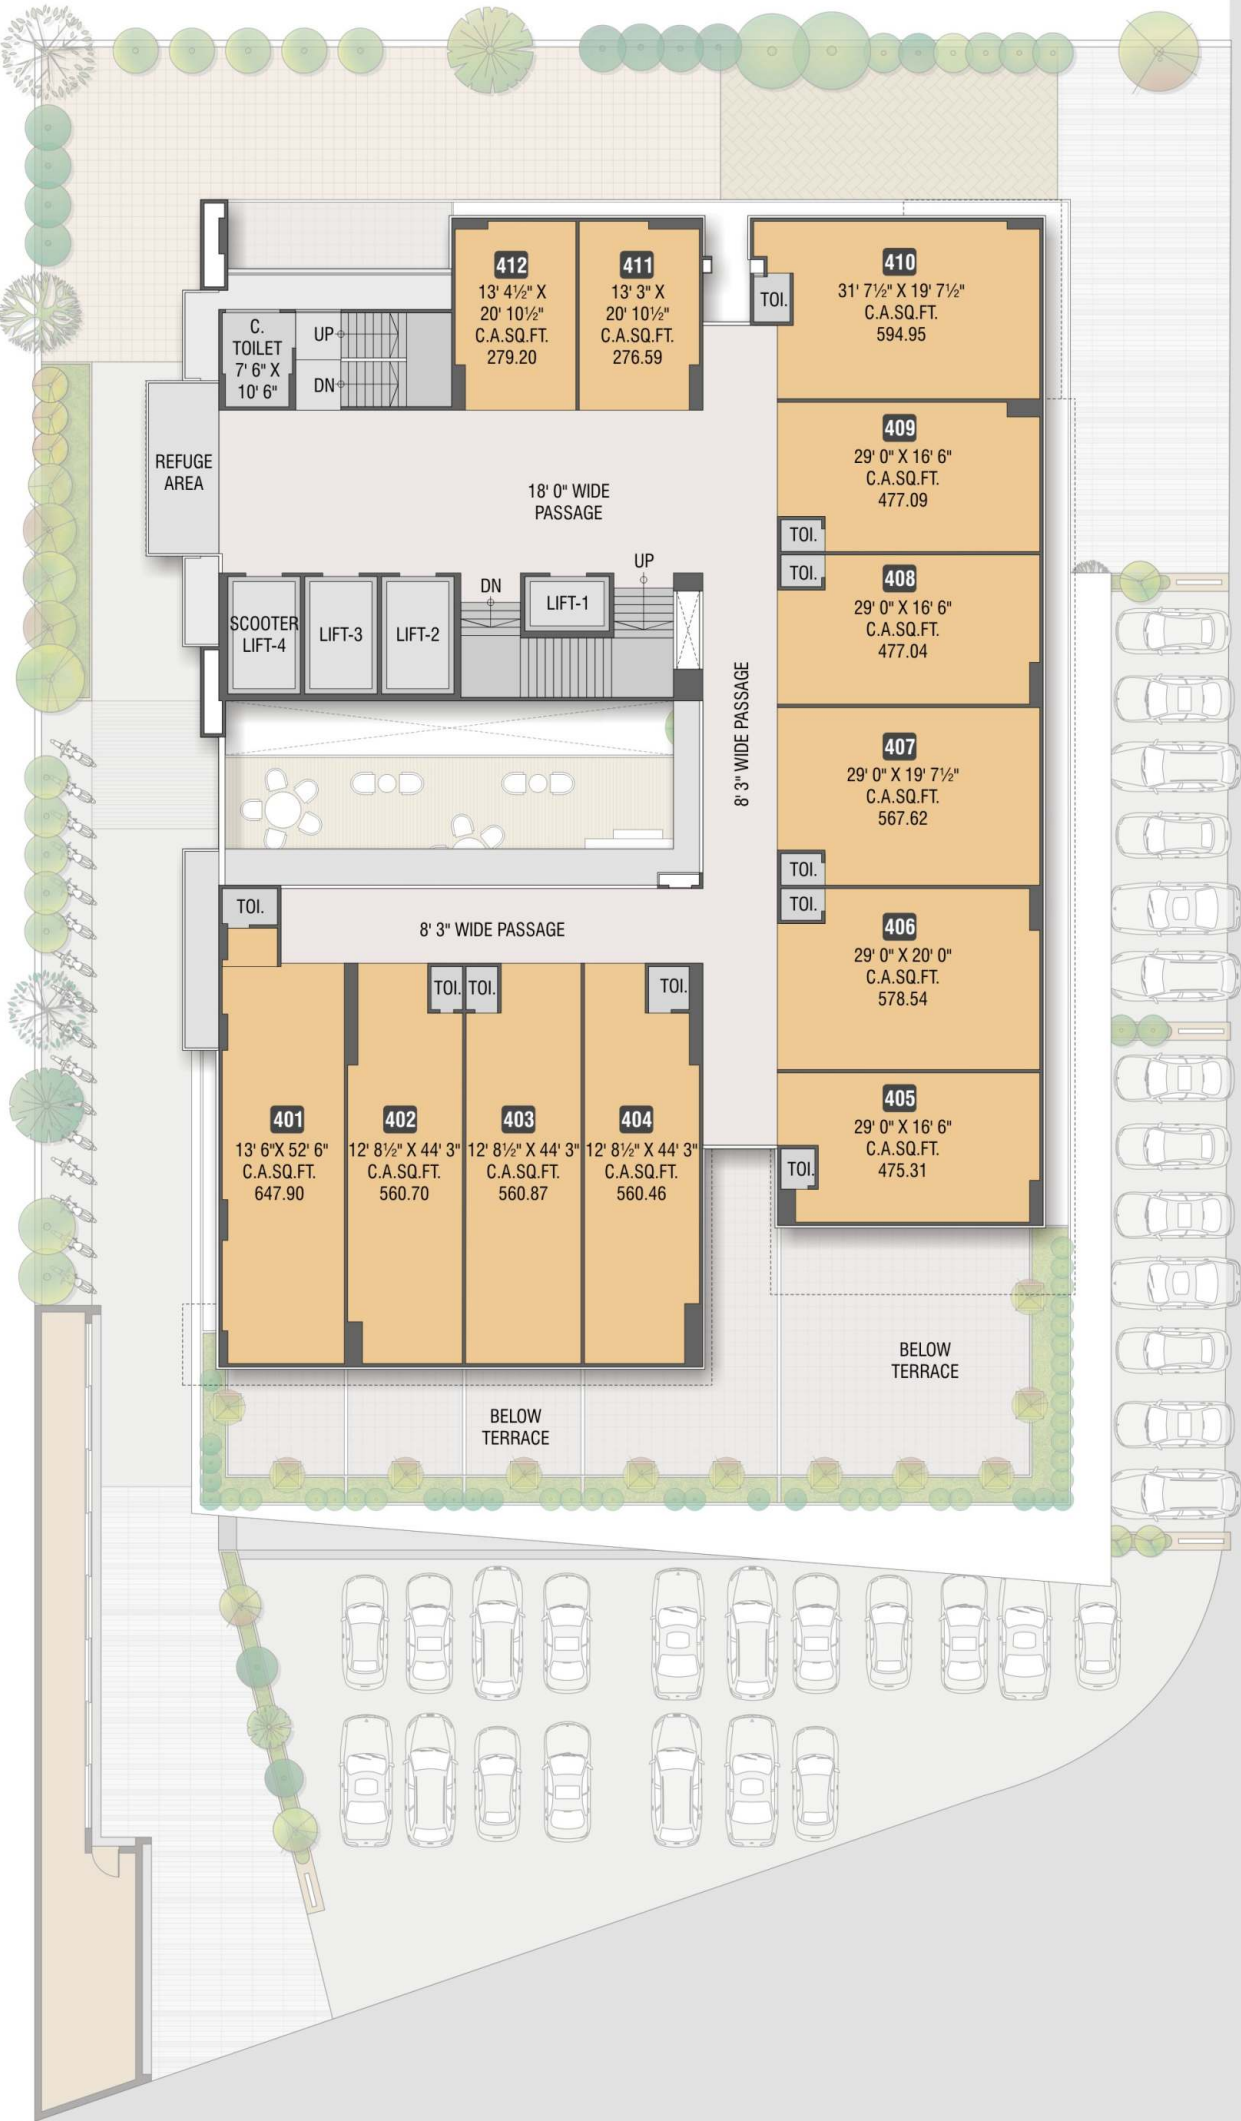 412
13' 4½" X
20' 10½"
C.A.SQ.FT.
279.20
411
13' 3" X
20' 10½"
C.A.SQ.FT.
276.59
410
31' 7½" X 19' 7½"
C.A.SQ.FT.
594.95
TOI.
C.
TOILET
7' 6" X
10' 6"
UP
DN
409
29' 0" X 16' 6"
C.A.SQ.FT.
477.09
TOI.
REFUGE
AREA
18' 0" WIDE
PASSAGE
TOI.
408
29' 0" X 16' 6"
C.A.SQ.FT.
477.04
DN
UP
LIFT-1
SCOOTER
LIFT-4
LIFT-3
LIFT-2
8' 3" WIDE PASSAGE
407
29' 0" X 19' 7½"
C.A.SQ.FT.
567.62
TOI.
TOI.
406
29' 0" X 20' 0"
C.A.SQ.FT.
578.54
TOI.
8' 3" WIDE PASSAGE
TOI.
TOI.
TOI.
401
13' 6"X 52' 6"
C.A.SQ.FT.
647.90
402
12' 8½" X 44' 3"
C.A.SQ.FT.
560.70
403
12' 8½" X 44' 3"
C.A.SQ.FT.
560.87
404
12' 8½" X 44' 3"
C.A.SQ.FT.
560.46
405
29' 0" X 16' 6"
C.A.SQ.FT.
475.31
TOI.
BELOW
TERRACE
BELOW
TERRACE